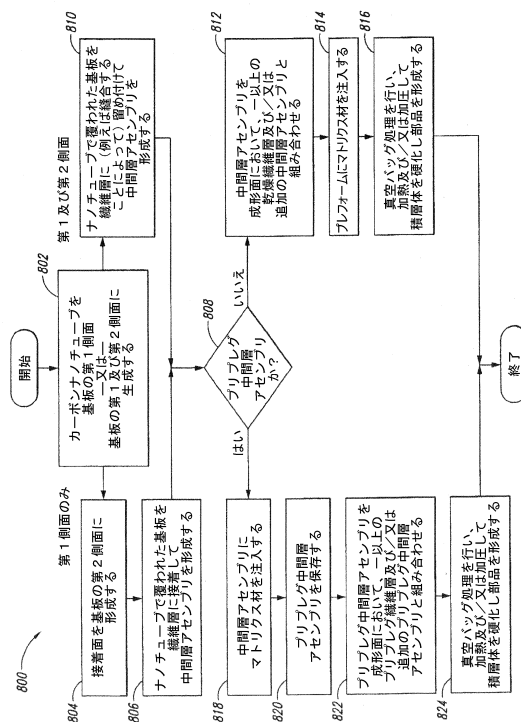 800
開始
802
カーボンナノチューブを
基板の第1側面
―又は―
基板の第1及び第2側面に
生成する
第1側面のみ
第1及び第2側面
804
接着面を基板の第2側面に
形成する
806
ナノチューブで覆われた基板を
繊維層に接着して
中間層アセンブリを形成する
810
ナノチューブで覆われた基板を
繊維層に(例えば縫合する
ことによって)留め付けて
中間層アセンブリを
形成する
808
プリプレグ
中間層
アセンブリ
か?
はい
いいえ
818
中間層アセンブリに
マトリクス材を注入する
820
プリプレグ中間層
アセンブリを保存する
822
プリプレグ中間層アセンブリを
成形面において、一以上の
プリプレグ繊維層及び/又は
追加のプリプレグ中間層
アセンブリと組み合わせる
824
真空バッグ処理を行い、
加熱及び/又は加圧して
積層体を硬化し部品を形成する
812
中間層アセンブリを
成形面において、一以上の
乾燥繊維層及び/又は
追加の中間層アセンブリと
組み合わせる
814
プレフォームにマトリクス材を注入する
816
真空バッグ処理を行い、
加熱及び/又は加圧して
積層体を硬化し部品を形成する
終了